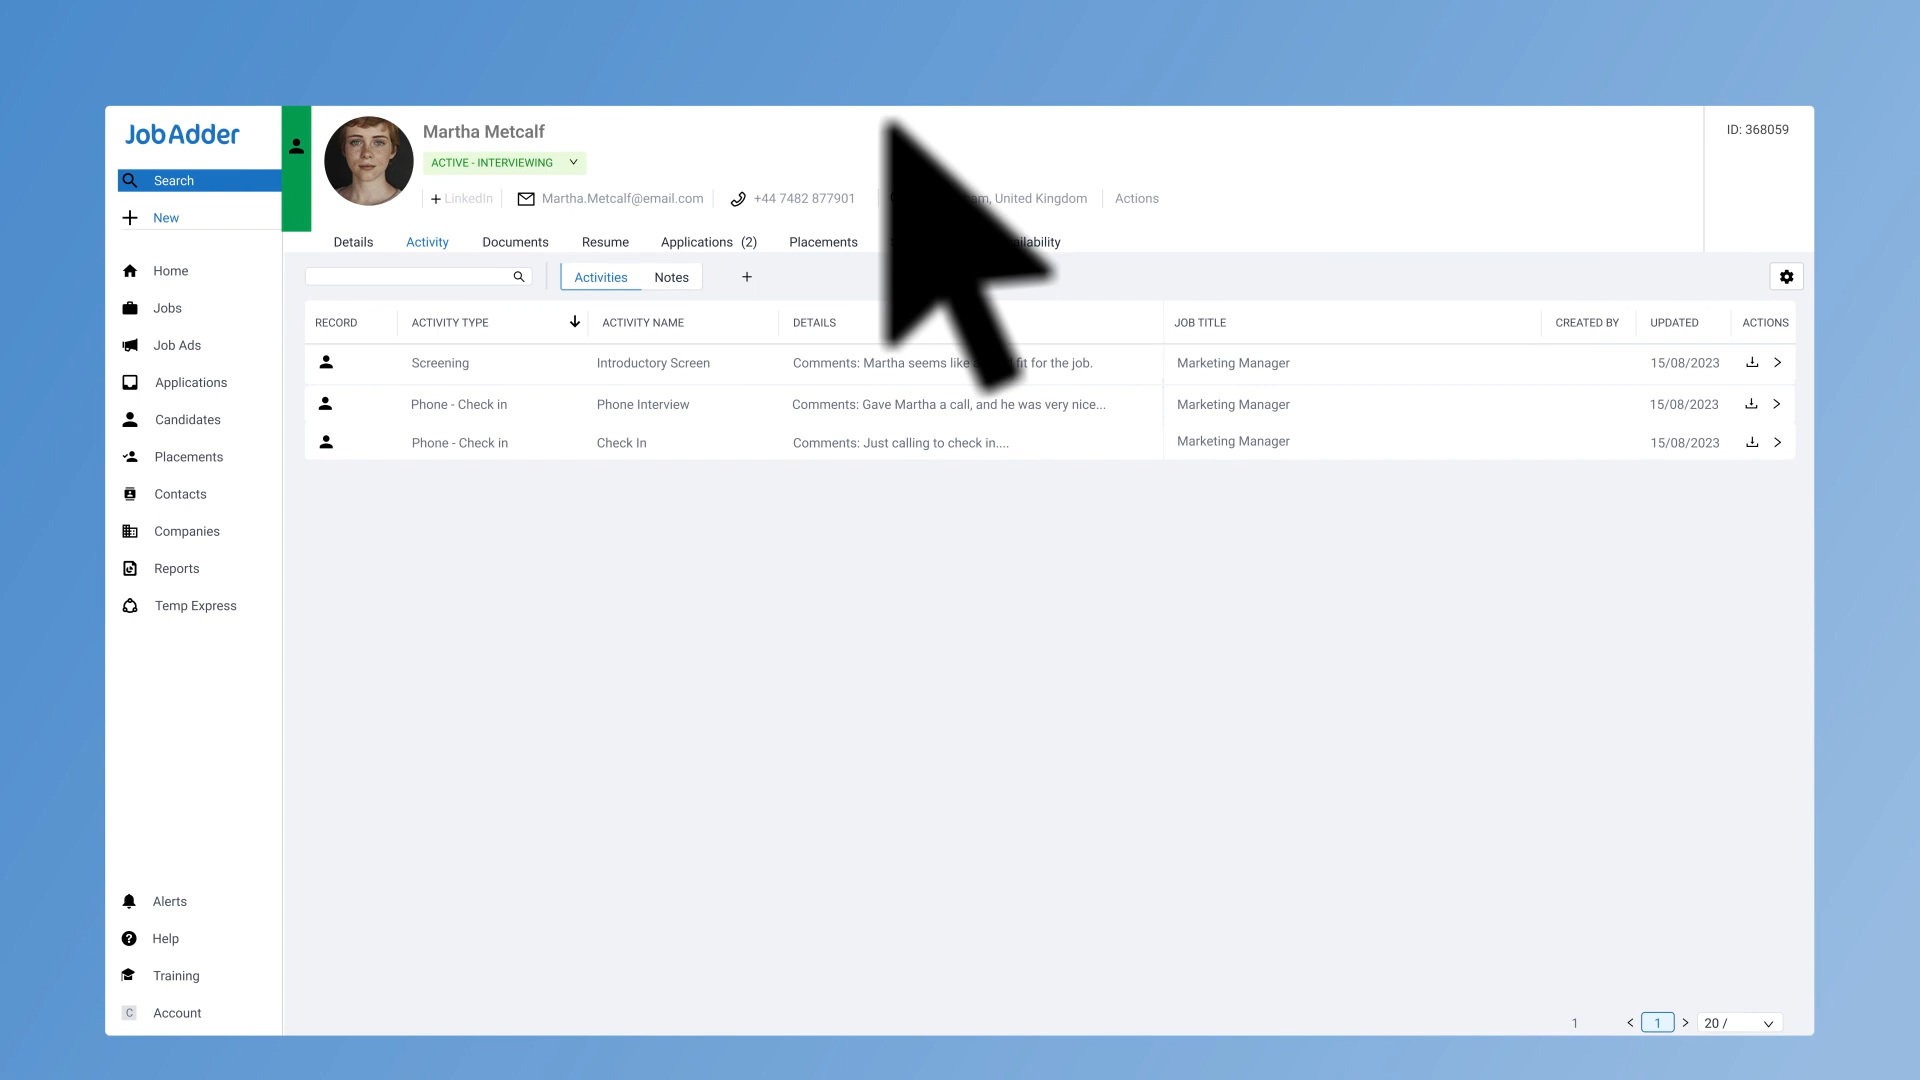 JobAdder
Search
New
Home
Jobs
Job Ads
Applications
Candidates
Placements
Contacts
Companies
Reports
Temp Express
Alerts
Help
Training
C Account
Martha Metcalf
ID: 368059
ACTIVE - INTERVIEWING
+ LinkedIn Martha.Metcalf@email.com +44 7482 877901 United Kingdom Actions
Details Activity Documents Resume Applications (2) Placements
Activities Notes +
RECORD ACTIVITY TYPE ACTIVITY NAME DETAILS JOB TITLE CREATED BY UPDATED ACTIONS
Screening Introductory Screen Comments: Martha seems like fit for the job. Marketing Manager 15/08/2023
Phone - Check in Phone Interview Comments: Gave Martha a call, and he was very nice... Marketing Manager 15/08/2023
Phone - Check in Check In Comments: Just calling to check in.... Marketing Manager 15/08/2023
1 < 1 > 20 /